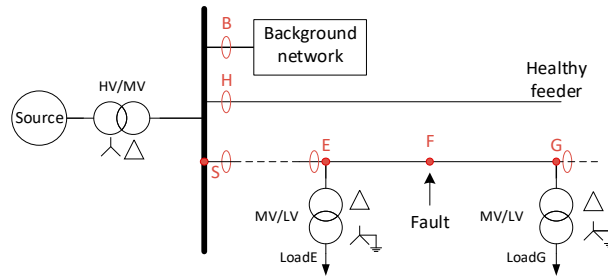 B
Background
network
HV/MV
H
Healthy
feeder
Source
S
E
F
G
MV/LV
Fault
MV/LV
LoadE
LoadG